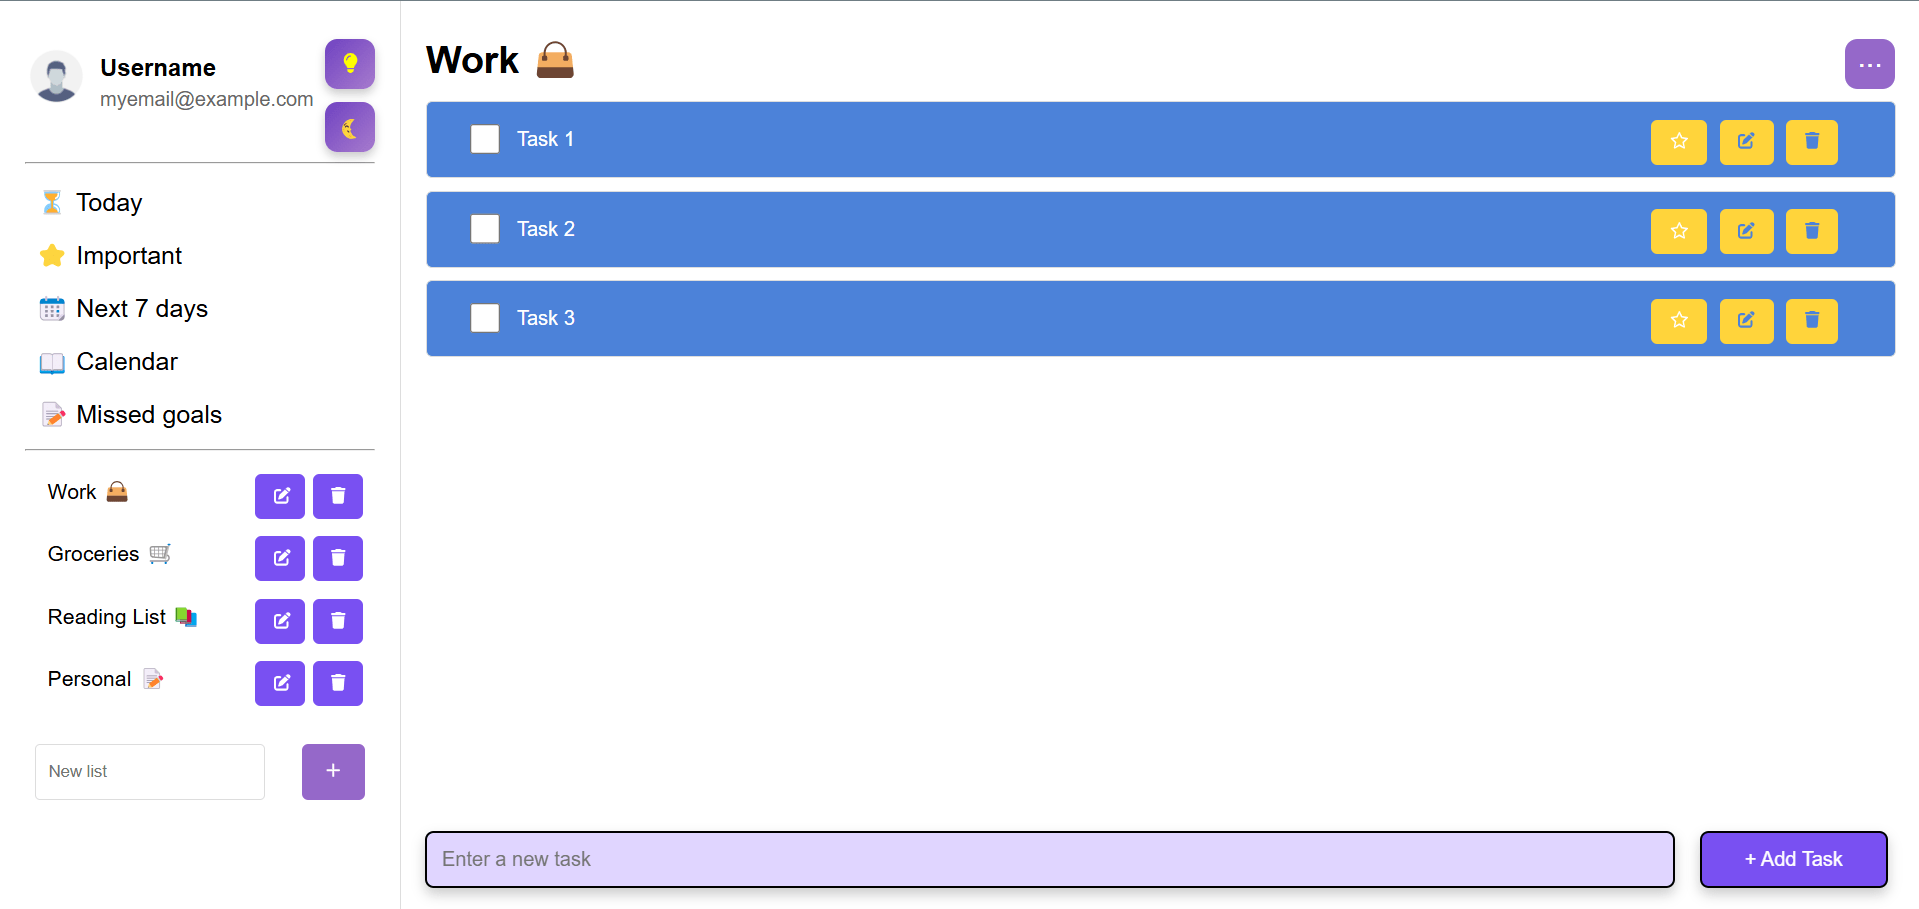 Username
myemail@example.com
Today
Important
Next 7 days
Calendar
Missed goals
Work
Groceries
Reading List
Personal
New list
+
Work
...
Task 1
Task 2
Task 3
Enter a new task
+ Add Task